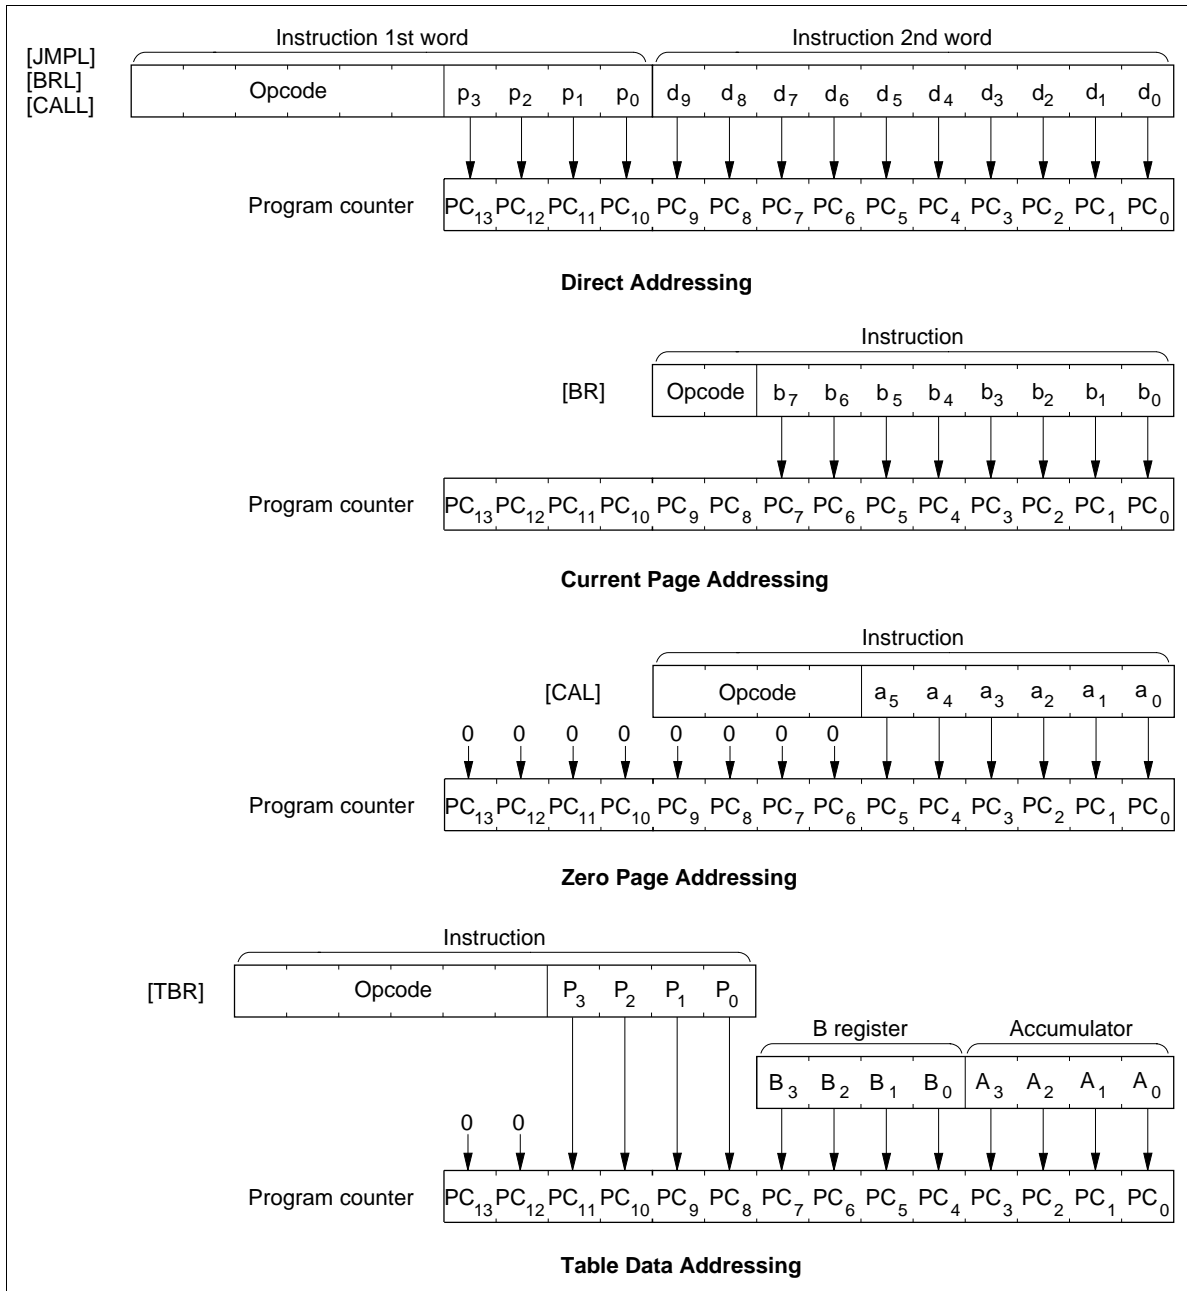 Instruction 1st word Instruction 2nd word
[JMPL]
[BRL]
[CALL]
Opcode p3 p2 p1 p0 d9 d8 d7 d6 d5 d4 d3 d2 d1 d0
Program counter PC13 PC12 PC11 PC10 PC9 PC8 PC7 PC6 PC5 PC4 PC3 PC2 PC1 PC0
Direct Addressing
Instruction
[BR] Opcode b7 b6 b5 b4 b3 b2 b1 b0
Program counter PC13 PC12 PC11 PC10 PC9 PC8 PC7 PC6 PC5 PC4 PC3 PC2 PC1 PC0
Current Page Addressing
Instruction
[CAL] Opcode a5 a4 a3 a2 a1 a0
0 0 0 0 0 0 0 0
Program counter PC13 PC12 PC11 PC10 PC9 PC8 PC7 PC6 PC5 PC4 PC3 PC2 PC1 PC0
Zero Page Addressing
Instruction
[TBR] Opcode P3 P2 P1 P0
B register Accumulator
B3 B2 B1 B0 A3 A2 A1 A0
0 0
Program counter PC13 PC12 PC11 PC10 PC9 PC8 PC7 PC6 PC5 PC4 PC3 PC2 PC1 PC0
Table Data Addressing